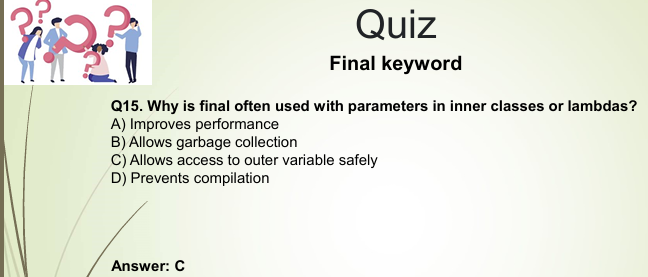 Quiz
Final keyword
Q15. Why is final often used with parameters in inner classes or lambdas?
A) Improves performance
B) Allows garbage collection
C) Allows access to outer variable safely
D) Prevents compilation
Answer: C